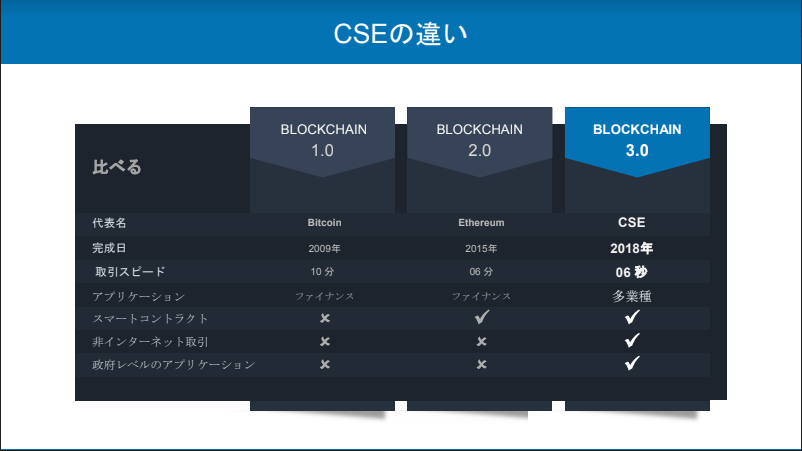 CSEの違い
比べる
BLOCKCHAIN 1.0
BLOCKCHAIN 2.0
BLOCKCHAIN 3.0
代表名 Bitcoin Ethereum CSE
完成日 2009年 2015年 2018年
取引スピード 10 分 06 分 06 秒
アプリケーション ファイナンス ファイナンス 多業種
スマートコントラクト ✘ ✓ ✓
非インターネット取引 ✘ ✘ ✓
政府レベルのアプリケーション ✘ ✘ ✓